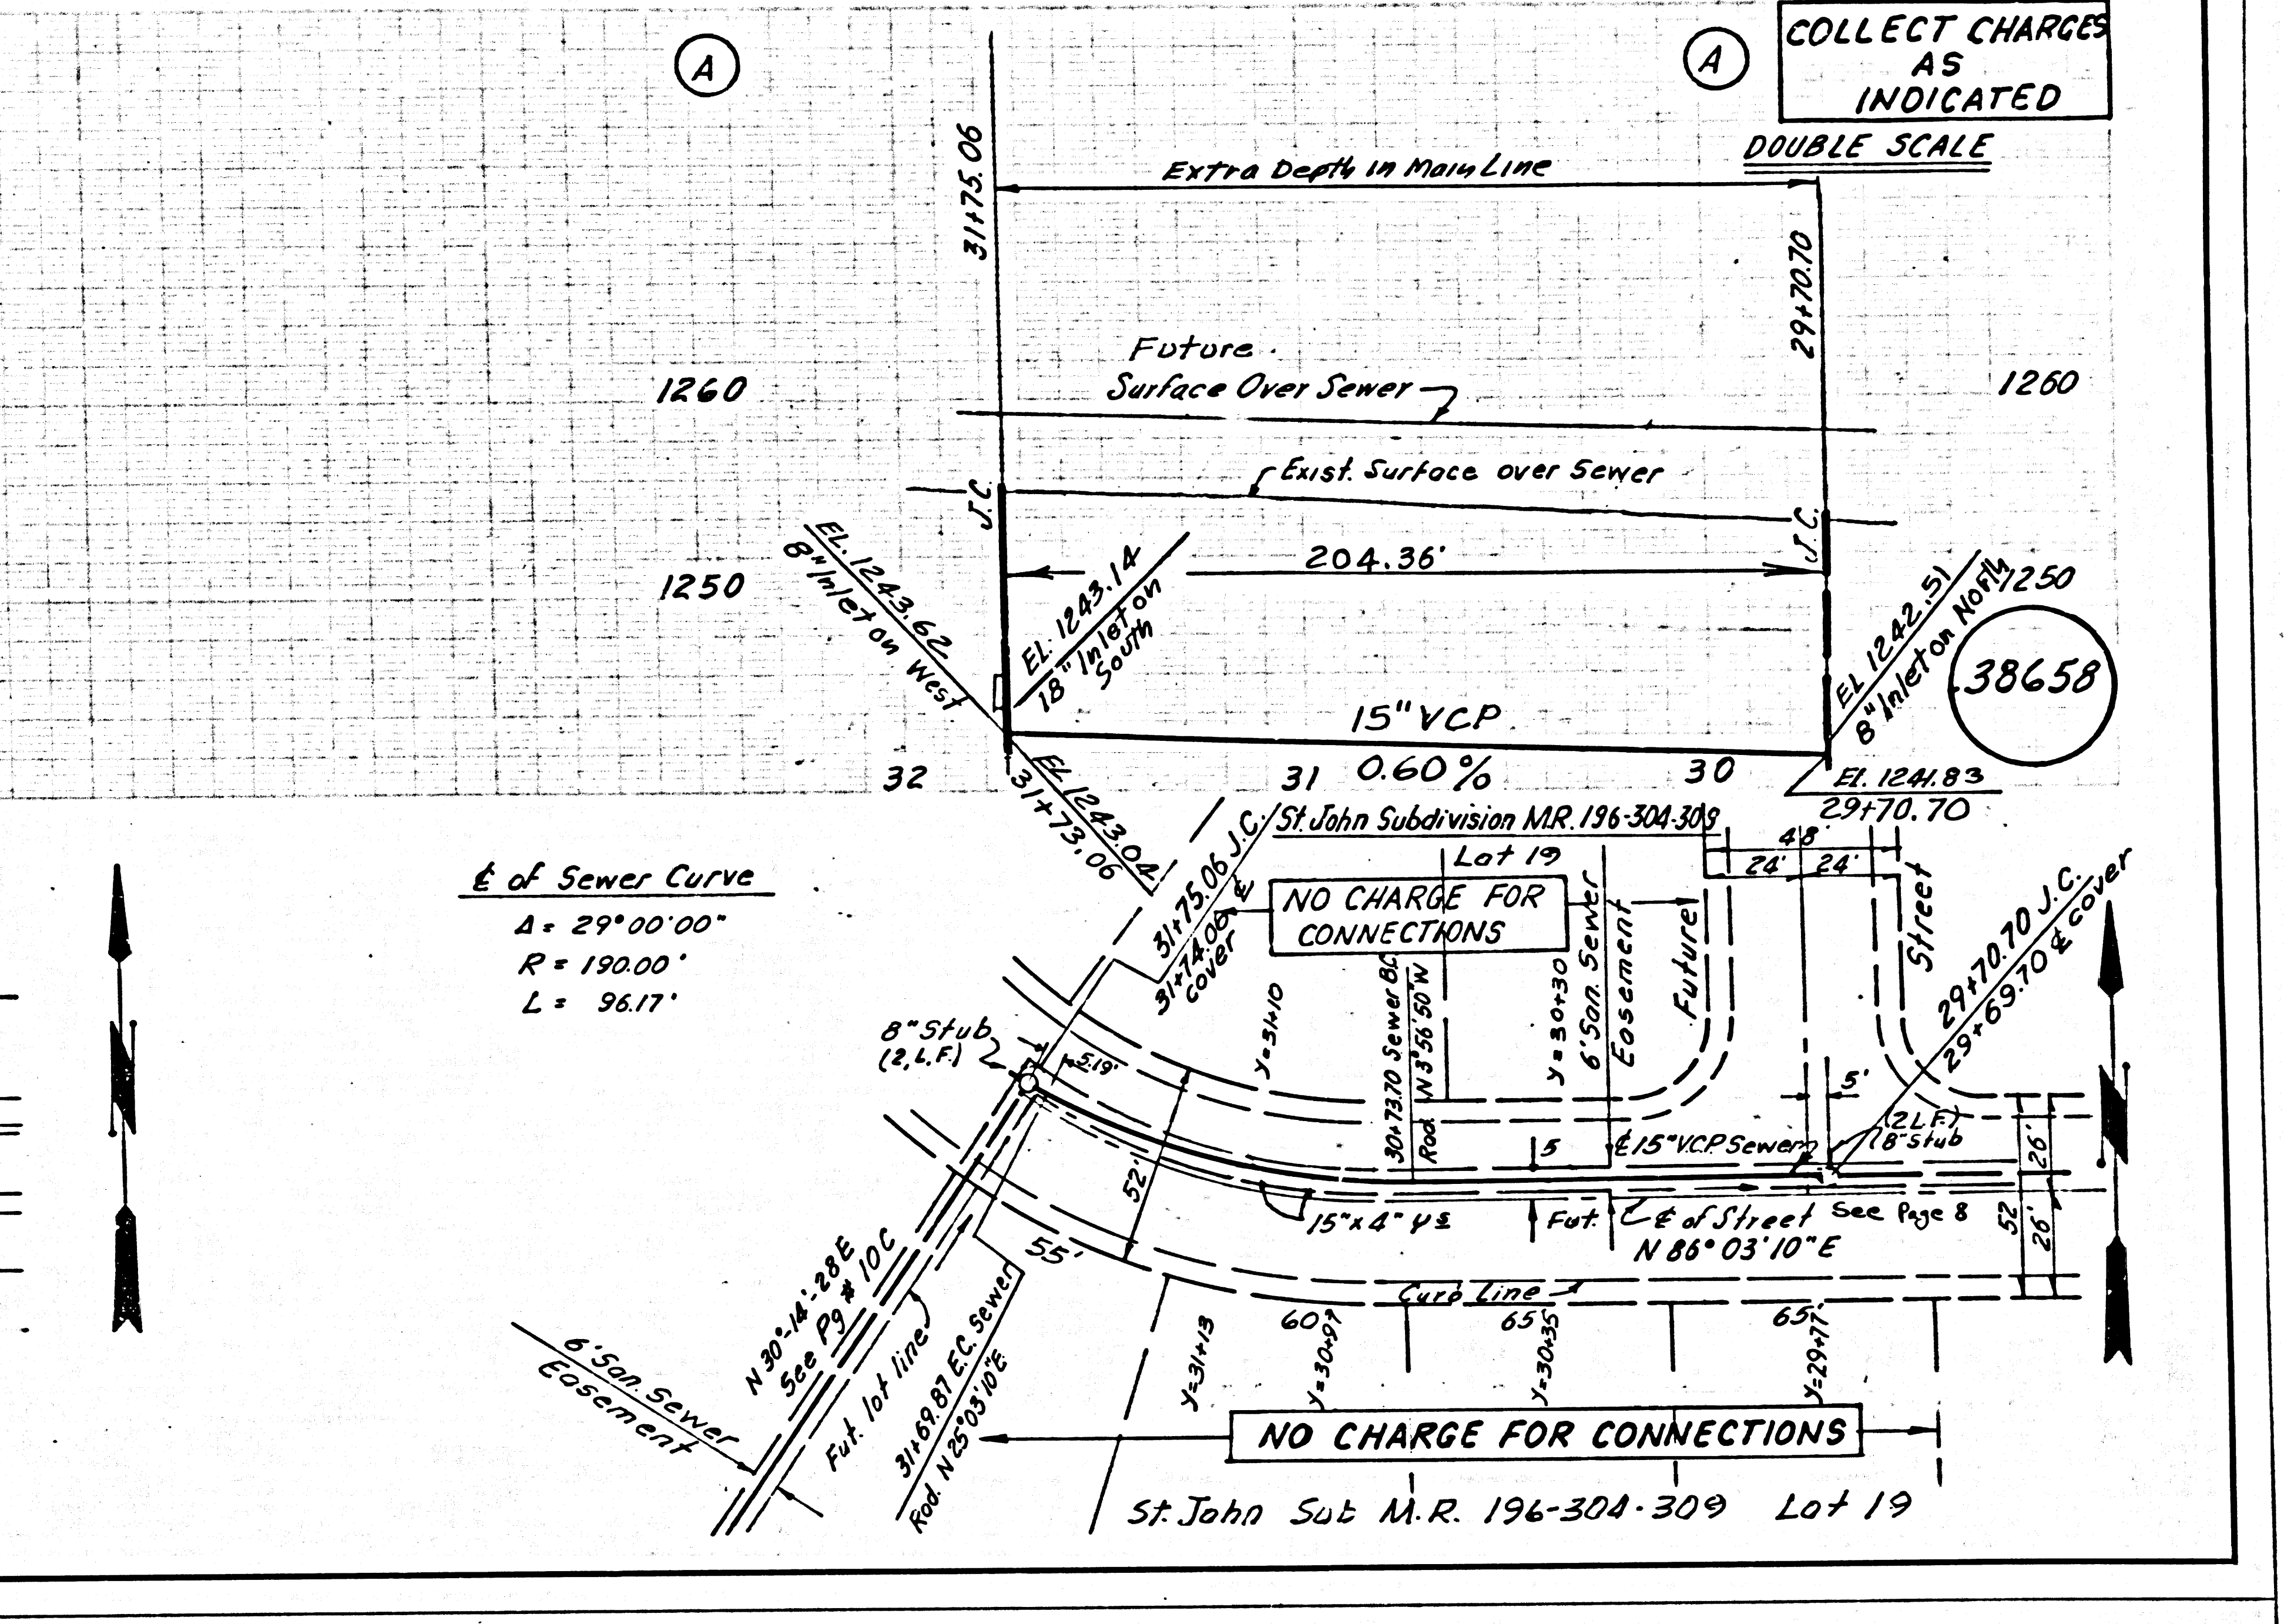 A
A
COLLECT CHARGES
AS
INDICATED
DOUBLE SCALE
31+75.06
Extra Depth in Main Line
29+70.70
Future
Surface Over Sewer
1260
1260
Exist. Surface over Sewer
J.C.
J.C.
EL. 1243.62
8" Inlet on West
EL. 1243.14
18" Inlet on
South
204.36'
1250
1250
EL 1242.51
8" Inlet on Nor'ly
38658
15" VCP
32
31
0.60%
30
EL 1243.04
31+73.06
El. 1241.83
29+70.70
St. John Subdivision M.R. 196-304-309
Lot 19
48'
24'
24'
℄ of Sewer Curve
Δ= 29°00'00"
R = 190.00'
L = 96.17'
31+75.06 J.C.
31+74.06 ℄
cover
NO CHARGE FOR
CONNECTIONS
6' San. Sewer
Easement
Future
Street
29+70.70 J.C.
29+69.70 ℄ cover
8" Stub
(2 L.F.)
5.19'
Y=31+10
30+73.70 Sewer B.C.
Rad. N 3°56'50"W
Y=30+30
5'
(2 L.F.)
8" Stub
5
℄ 15" V.C.P. Sewer
52'
15"x4" Ys
Fut.
℄ of Street
See Page 8
N 86°03'10"E
52
26'
26'
55'
Curb Line
60'
65'
65'
N 30°-14'-28E
See Pg # 10C
Fut. lot line
31+69.87 E.C. Sewer
Rad. N 25°03'10"E
6' San. Sewer
Easement
Y=31+13
Y=30+97
Y=30+35
Y=29+77
NO CHARGE FOR CONNECTIONS
St. John Sub M.R. 196-304-309 Lot 19